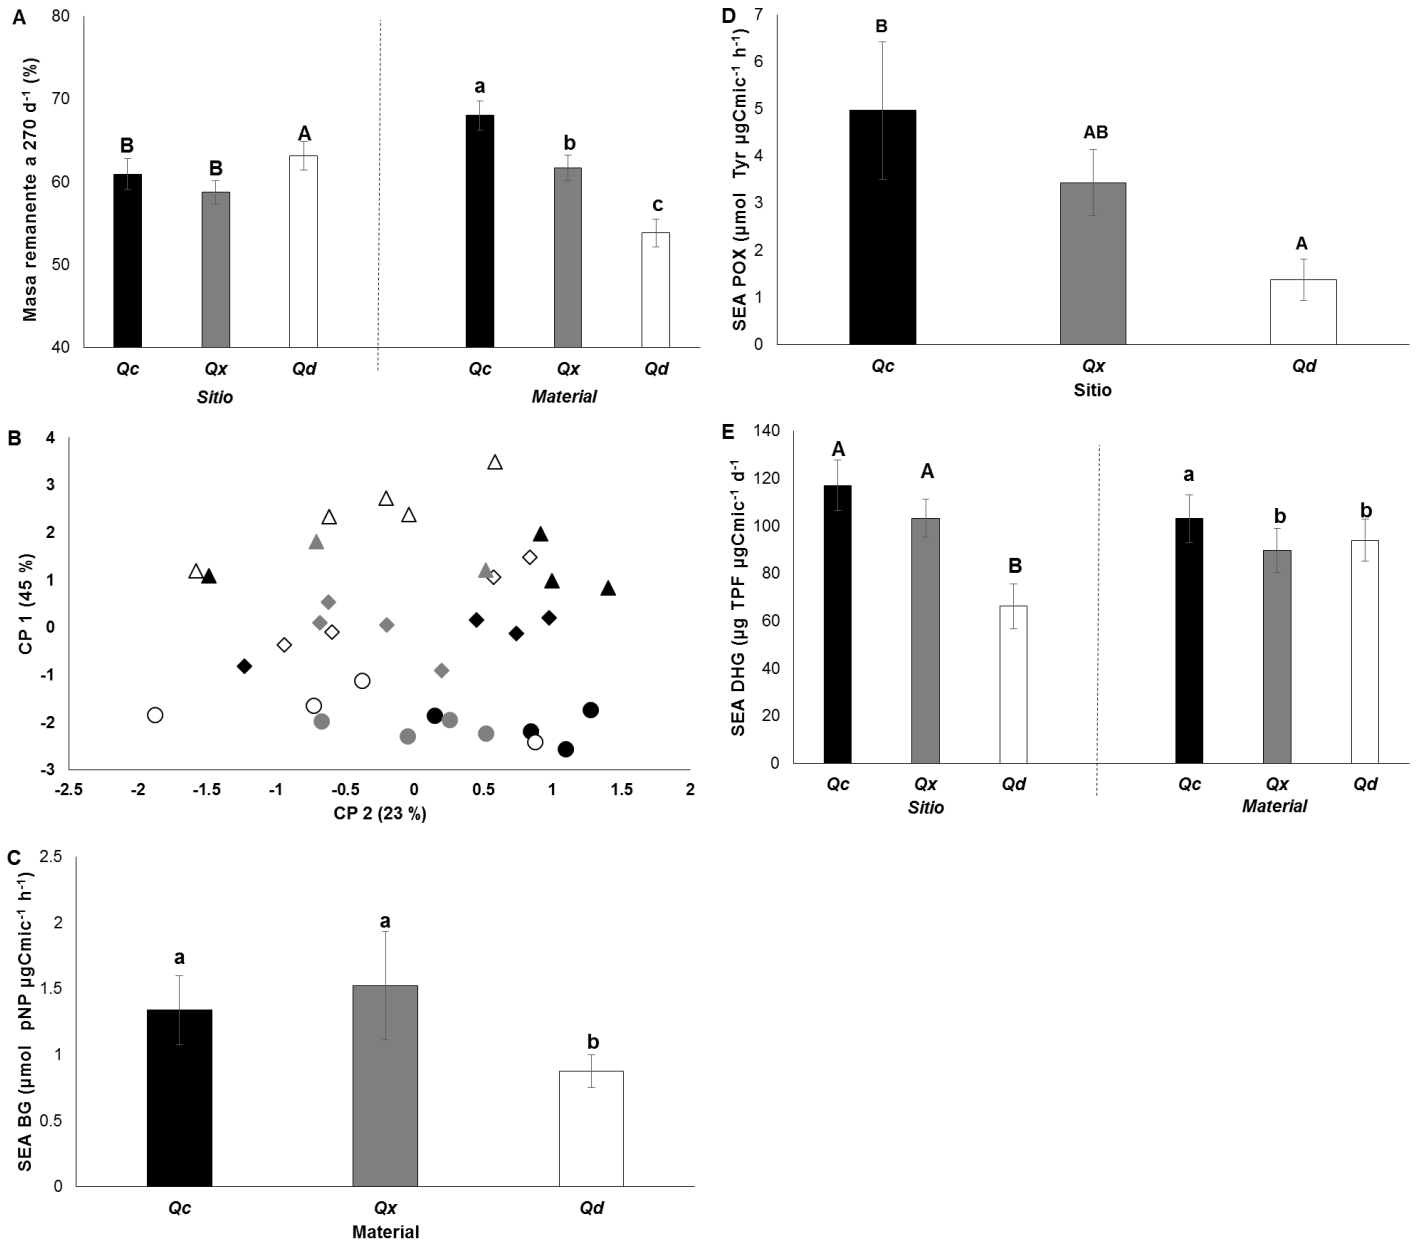 A
Masa remanente a 270 d⁻¹ (%)
80
70
60
50
40
B
B
A
a
b
c
Qc
Qx
Qd
Qc
Qx
Qd
Sitio
Material
B
CP 1 (45 %)
4
3
2
1
0
-1
-2
-3
-2.5
-2
-1.5
-1
-0.5
0
0.5
1
1.5
2
CP 2 (23 %)
C
SEA BG (µmol pNP µgCmic⁻¹ h⁻¹)
2.5
2
1.5
1
0.5
0
a
a
b
Qc
Qx
Qd
Material
D
SEA POX (µmol Tyr µgCmic⁻¹ h⁻¹)
7
6
5
4
3
2
1
0
B
AB
A
Qc
Qx
Qd
Sitio
E
SEA DHG (µg TPF µgCmic⁻¹ d⁻¹
140
120
100
80
60
40
20
0
A
A
B
a
b
b
Qc
Qx
Qd
Qc
Qx
Qd
Sitio
Material